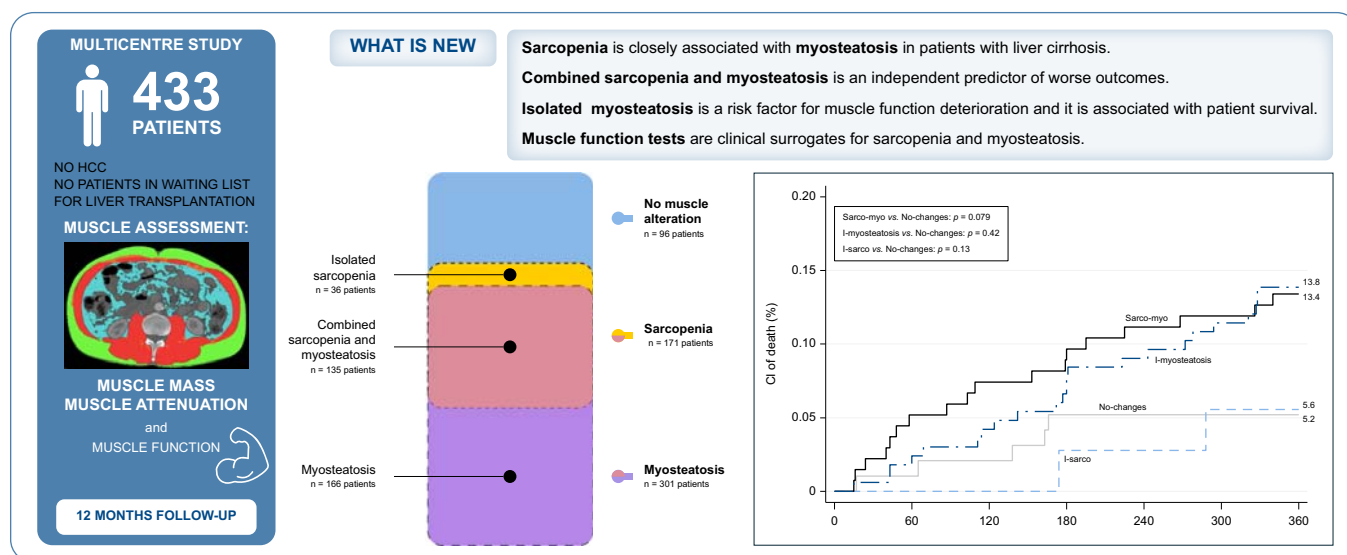 MULTICENTRE STUDY
433
PATIENTS
NO HCC
NO PATIENTS IN WAITING LIST
FOR LIVER TRANSPLANTATION
MUSCLE ASSESSMENT:
MUSCLE MASS
MUSCLE ATTENUATION
and
MUSCLE FUNCTION
12 MONTHS FOLLOW-UP
WHAT IS NEW
Sarcopenia is closely associated with myosteatosis in patients with liver cirrhosis.
Combined sarcopenia and myosteatosis is an independent predictor of worse outcomes.
Isolated myosteatosis is a risk factor for muscle function deterioration and it is associated with patient survival.
Muscle function tests are clinical surrogates for sarcopenia and myosteatosis.
Isolated
sarcopenia
n = 36 patients
Combined
sarcopenia and
myosteatosis
n = 135 patients
Myosteatosis
n = 166 patients
No muscle
alteration
n = 96 patients
Sarcopenia
n = 171 patients
Myosteatosis
n = 301 patients
CI of death (%)
0.20
0.15
0.10
0.05
0
Sarco-myo vs. No-changes: p = 0.079
I-myosteatosis vs. No-changes: p = 0.42
I-sarco vs. No-changes: p = 0.13
Sarco-myo
I-myosteatosis
No-changes
I-sarco
13.8
13.4
5.6
5.2
0 60 120 180 240 300 360